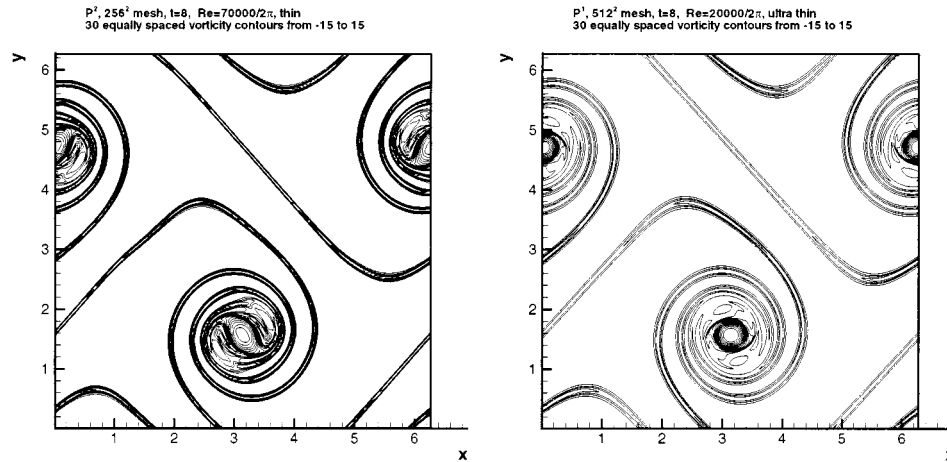 P², 256² mesh, t=8, Re=70000/2π, thin
30 equally spaced vorticity contours from -15 to 15
y
6
5
4
3
2
1
1 2 3 4 5 6
x
P¹, 512² mesh, t=8, Re=20000/2π, ultra thin
30 equally spaced vorticity contours from -15 to 15
y
6
5
4
3
2
1
1 2 3 4 5 6